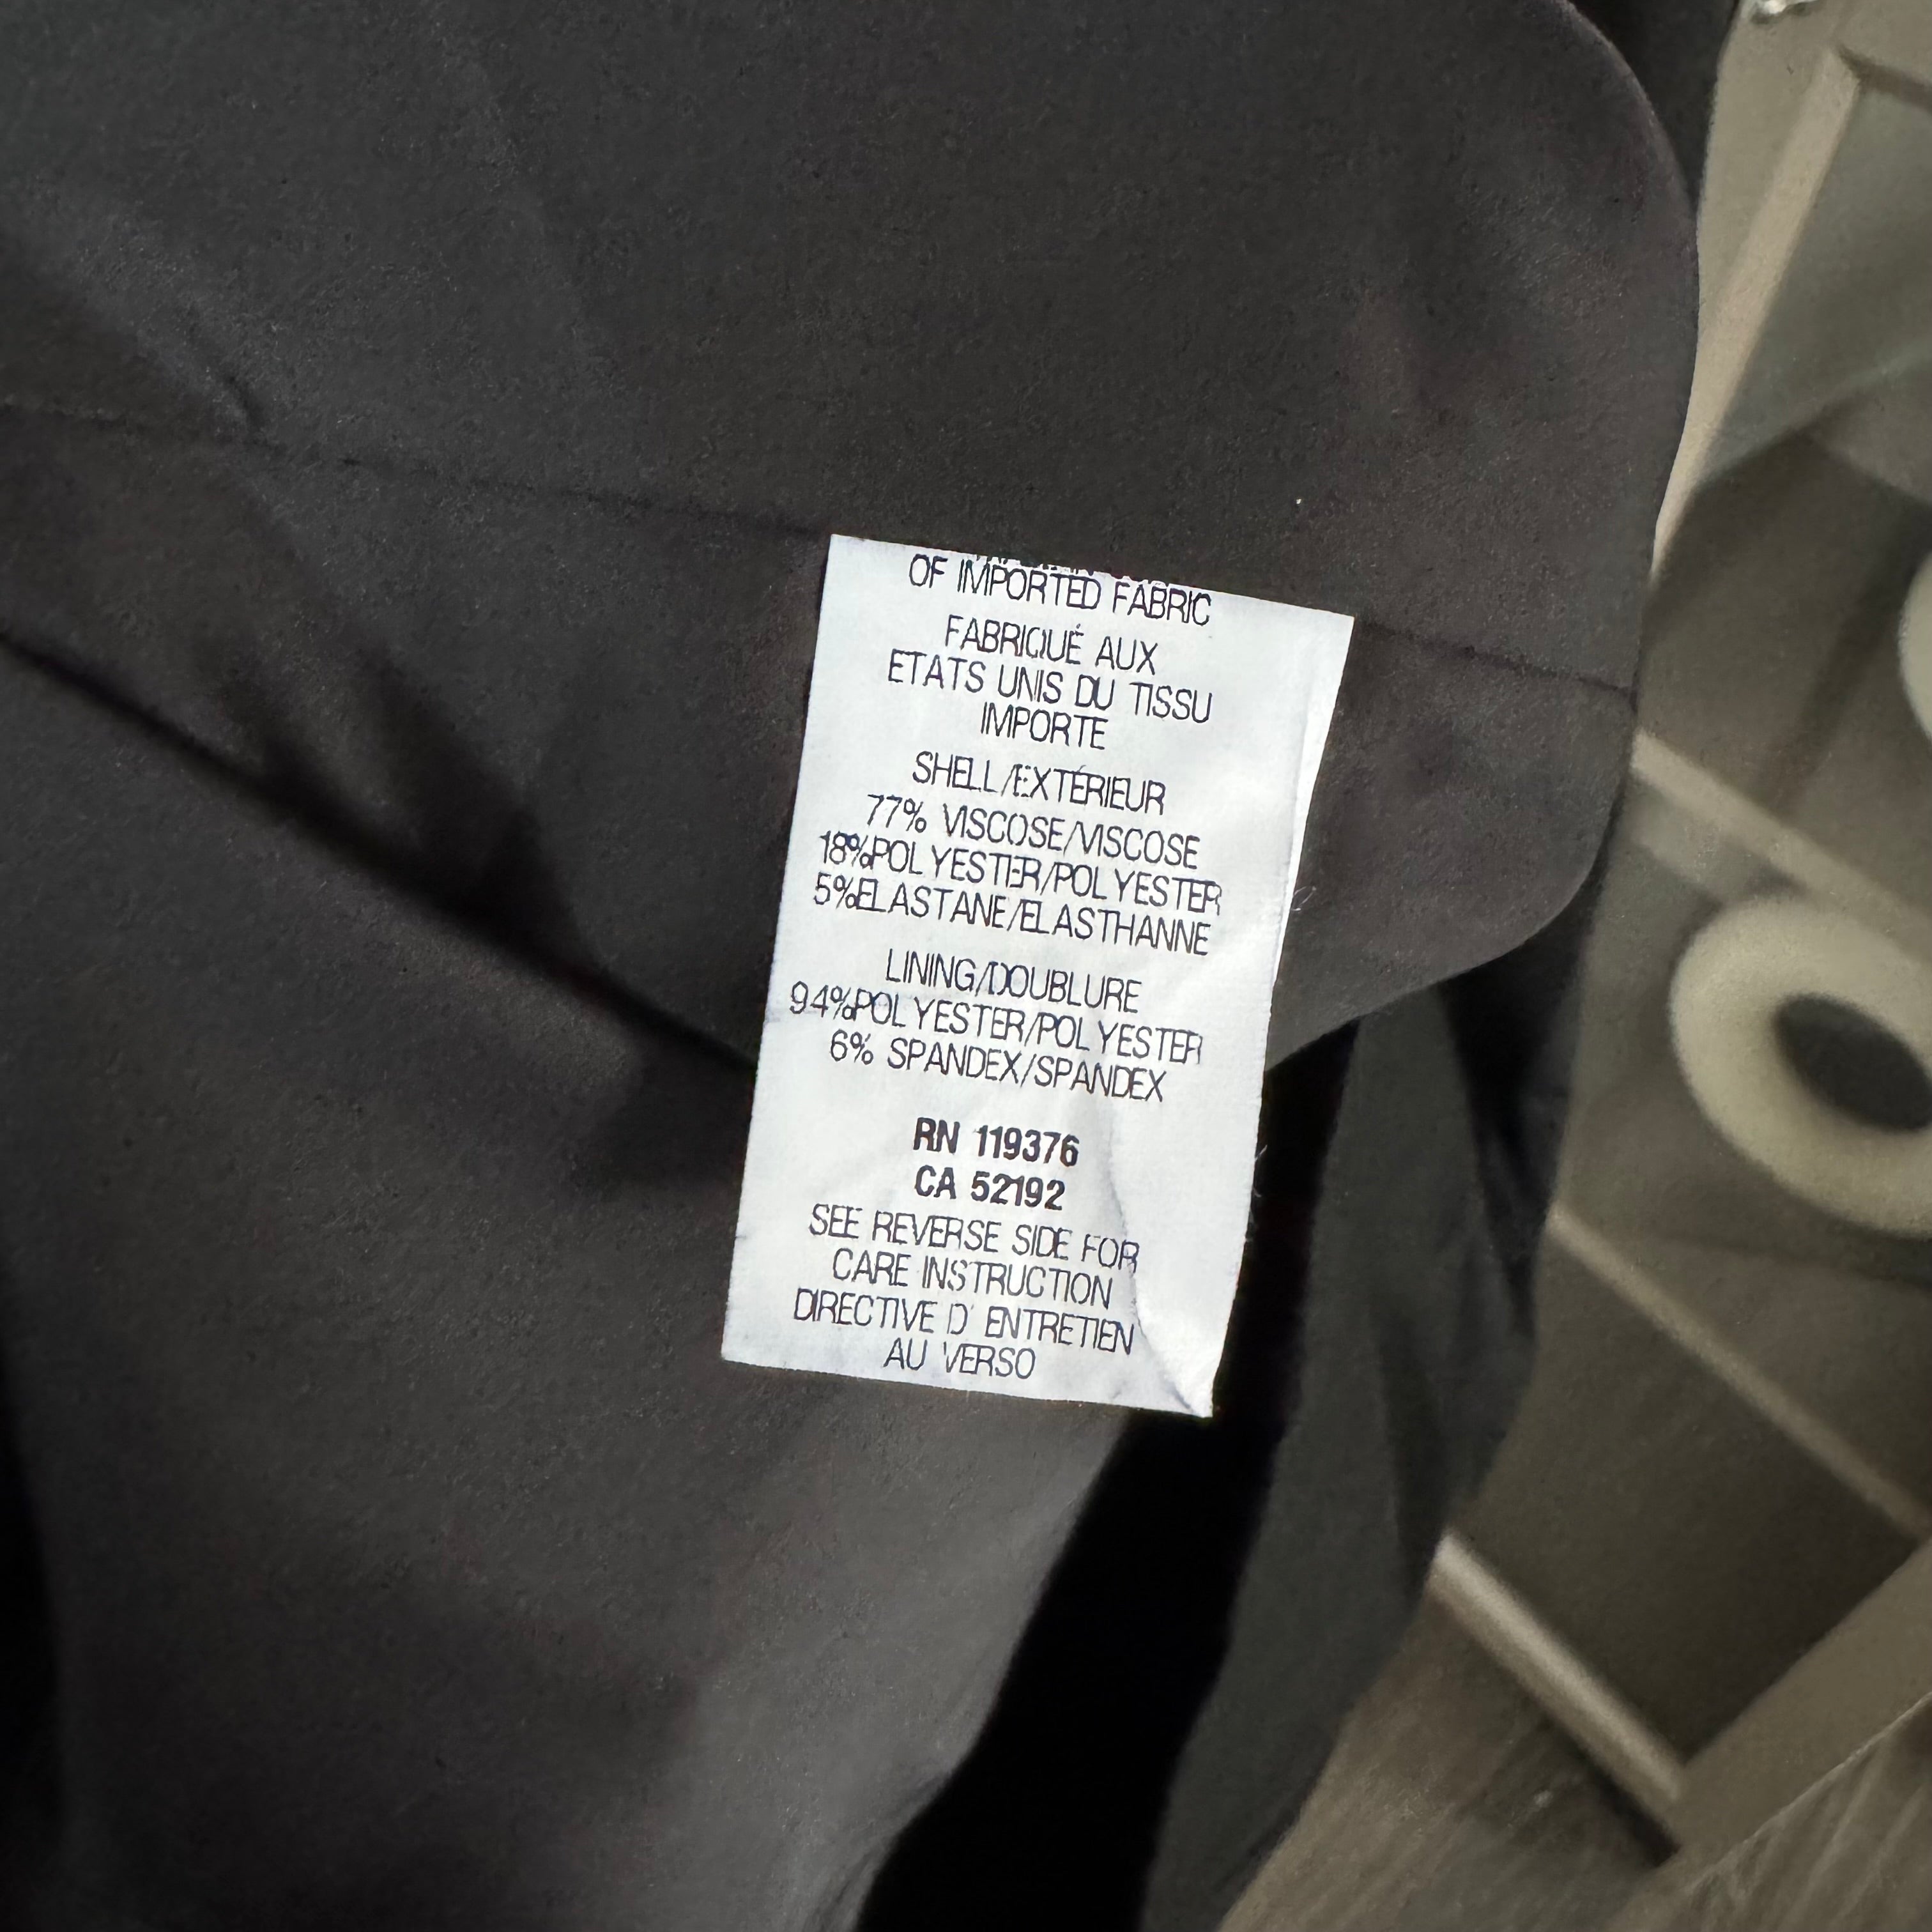 OF IMPORTED FABRIC
FABRIQUÉ AUX
ETATS UNIS DU TISSU
IMPORTE
SHELL/EXTÉRIEUR
77% VISCOSE/VISCOSE
18%POLYESTER/POLYESTER
5%ELASTANE/ELASTHANNE
LINING/DOUBLURE
94%POLYESTER/POLYESTER
6% SPANDEX/SPANDEX
RN 119376
CA 52192
SEE REVERSE SIDE FOR
CARE INSTRUCTION
DIRECTIVE D' ENTRETIEN
AU VERSO